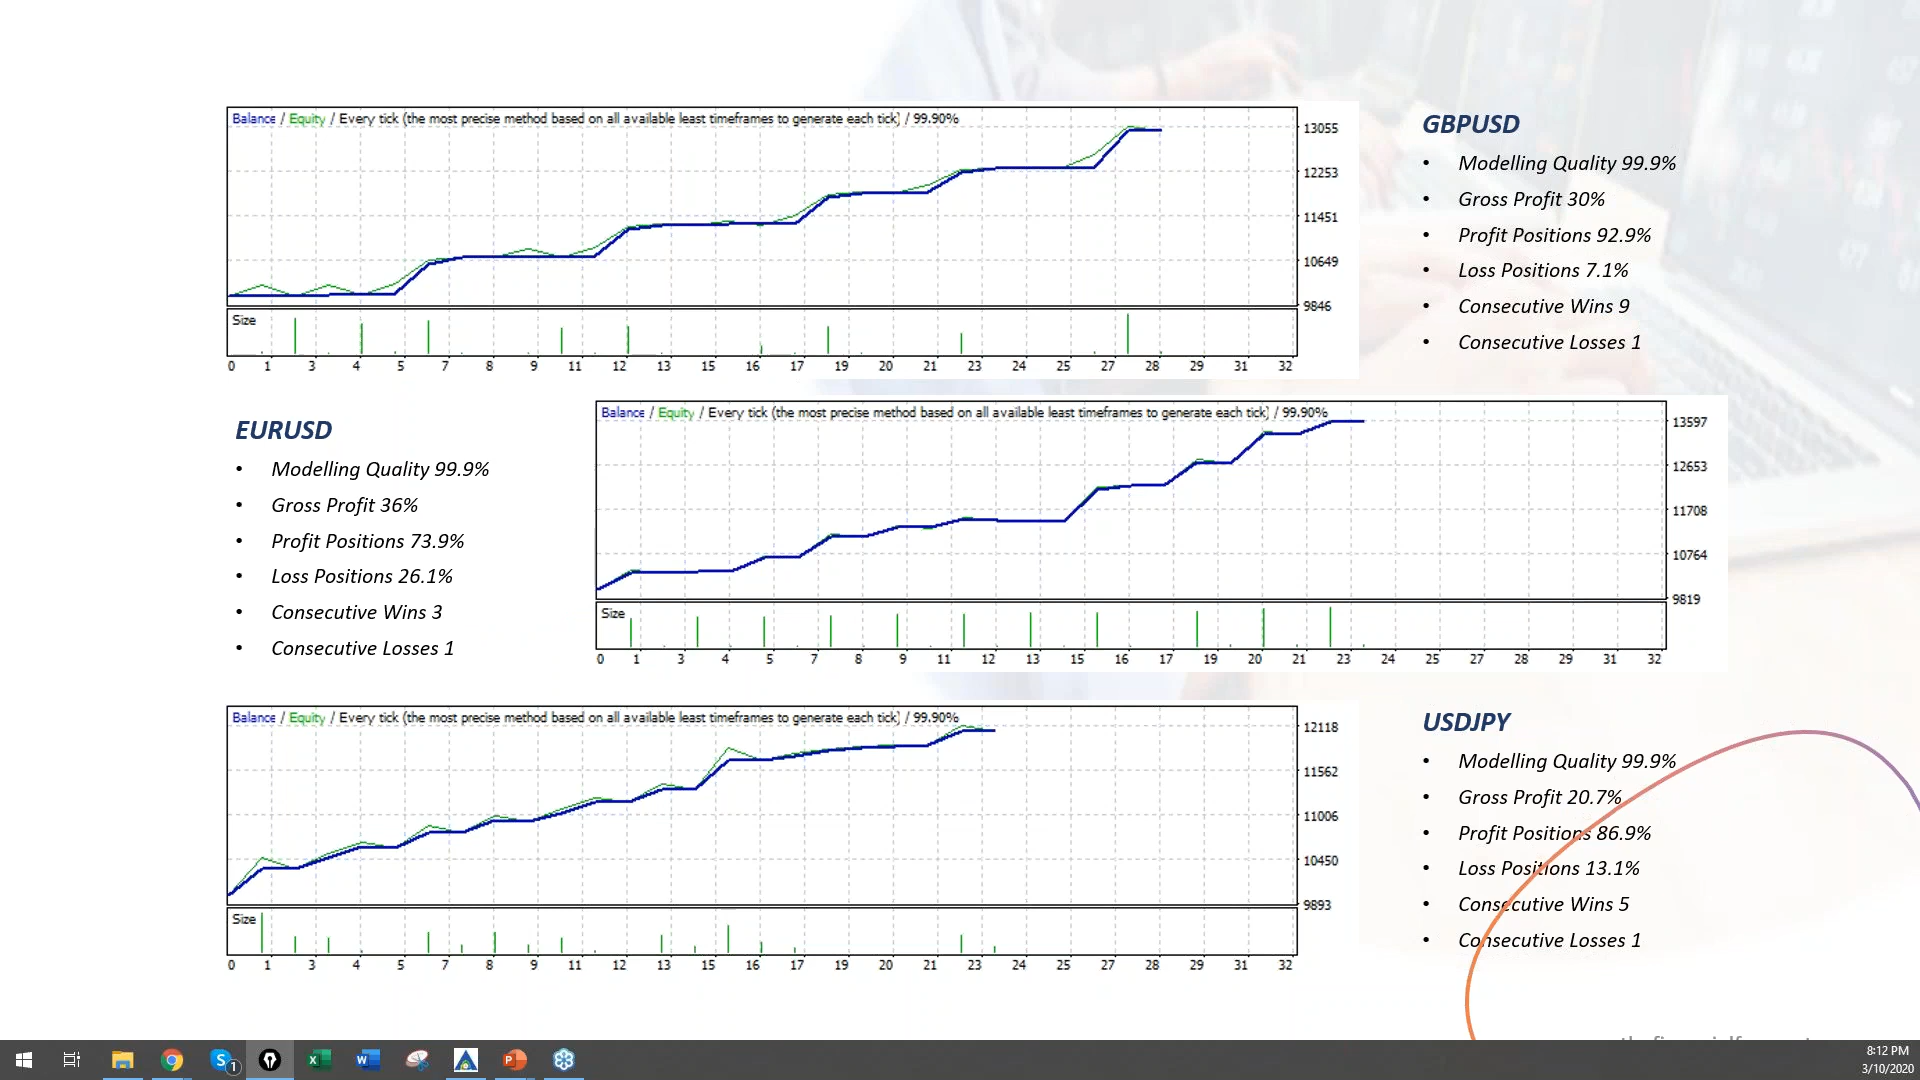 Balance / Equity / Every tick (the most precise method based on all available least timeframes to generate each tick) / 99.90%
13055
12253
11451
10649
9846
Size
0 1 3 4 5 7 8 9 11 12 13 15 16 17 19 20 21 23 24 25 27 28 29 31 32
GBPUSD
• Modelling Quality 99.9%
• Gross Profit 30%
• Profit Positions 92.9%
• Loss Positions 7.1%
• Consecutive Wins 9
• Consecutive Losses 1
EURUSD
• Modelling Quality 99.9%
• Gross Profit 36%
• Profit Positions 73.9%
• Loss Positions 26.1%
• Consecutive Wins 3
• Consecutive Losses 1
Balance / Equity / Every tick (the most precise method based on all available least timeframes to generate each tick) / 99.90%
13597
12653
11708
10764
9819
Size
0 1 3 4 5 7 8 9 11 12 13 15 16 17 19 20 21 23 24 25 27 28 29 31 32
Balance / Equity / Every tick (the most precise method based on all available least timeframes to generate each tick) / 99.90%
12118
11562
11006
10450
9893
Size
0 1 3 4 5 7 8 9 11 12 13 15 16 17 19 20 21 23 24 25 27 28 29 31 32
USDJPY
• Modelling Quality 99.9%
• Gross Profit 20.7%
• Profit Positions 86.9%
• Loss Positions 13.1%
• Consecutive Wins 5
• Consecutive Losses 1
8:12 PM
3/10/2020